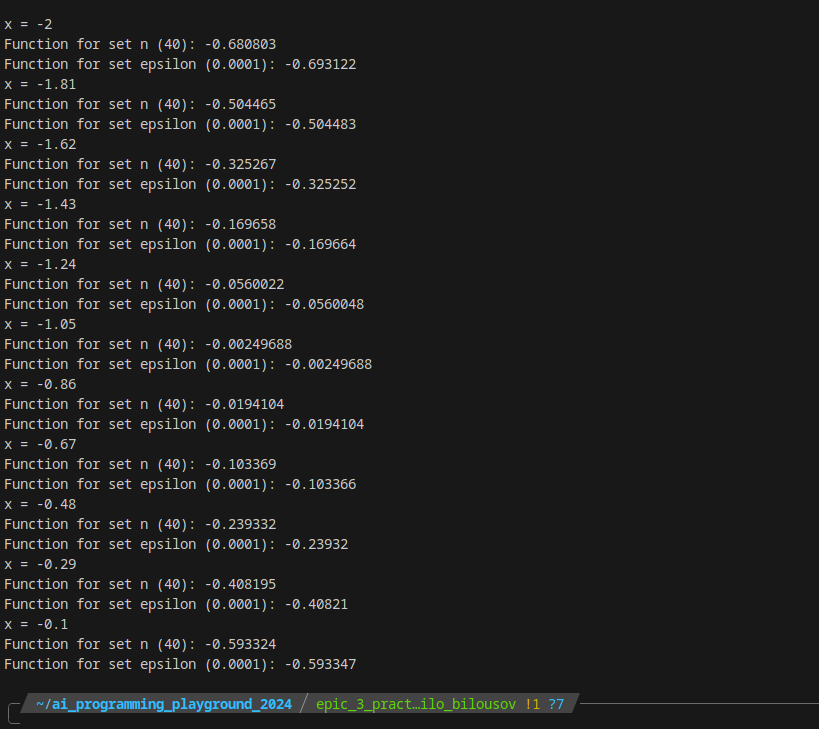 x = -2
Function for set n (40): -0.680803
Function for set epsilon (0.0001): -0.693122
x = -1.81
Function for set n (40): -0.504465
Function for set epsilon (0.0001): -0.504483
x = -1.62
Function for set n (40): -0.325267
Function for set epsilon (0.0001): -0.325252
x = -1.43
Function for set n (40): -0.169658
Function for set epsilon (0.0001): -0.169664
x = -1.24
Function for set n (40): -0.0560022
Function for set epsilon (0.0001): -0.0560048
x = -1.05
Function for set n (40): -0.00249688
Function for set epsilon (0.0001): -0.00249688
x = -0.86
Function for set n (40): -0.0194104
Function for set epsilon (0.0001): -0.0194104
x = -0.67
Function for set n (40): -0.103369
Function for set epsilon (0.0001): -0.103366
x = -0.48
Function for set n (40): -0.239332
Function for set epsilon (0.0001): -0.23932
x = -0.29
Function for set n (40): -0.408195
Function for set epsilon (0.0001): -0.40821
x = -0.1
Function for set n (40): -0.593324
Function for set epsilon (0.0001): -0.593347
~/ai_programming_playground_2024 / epic_3_pract…ilo_bilousov !1 ?7